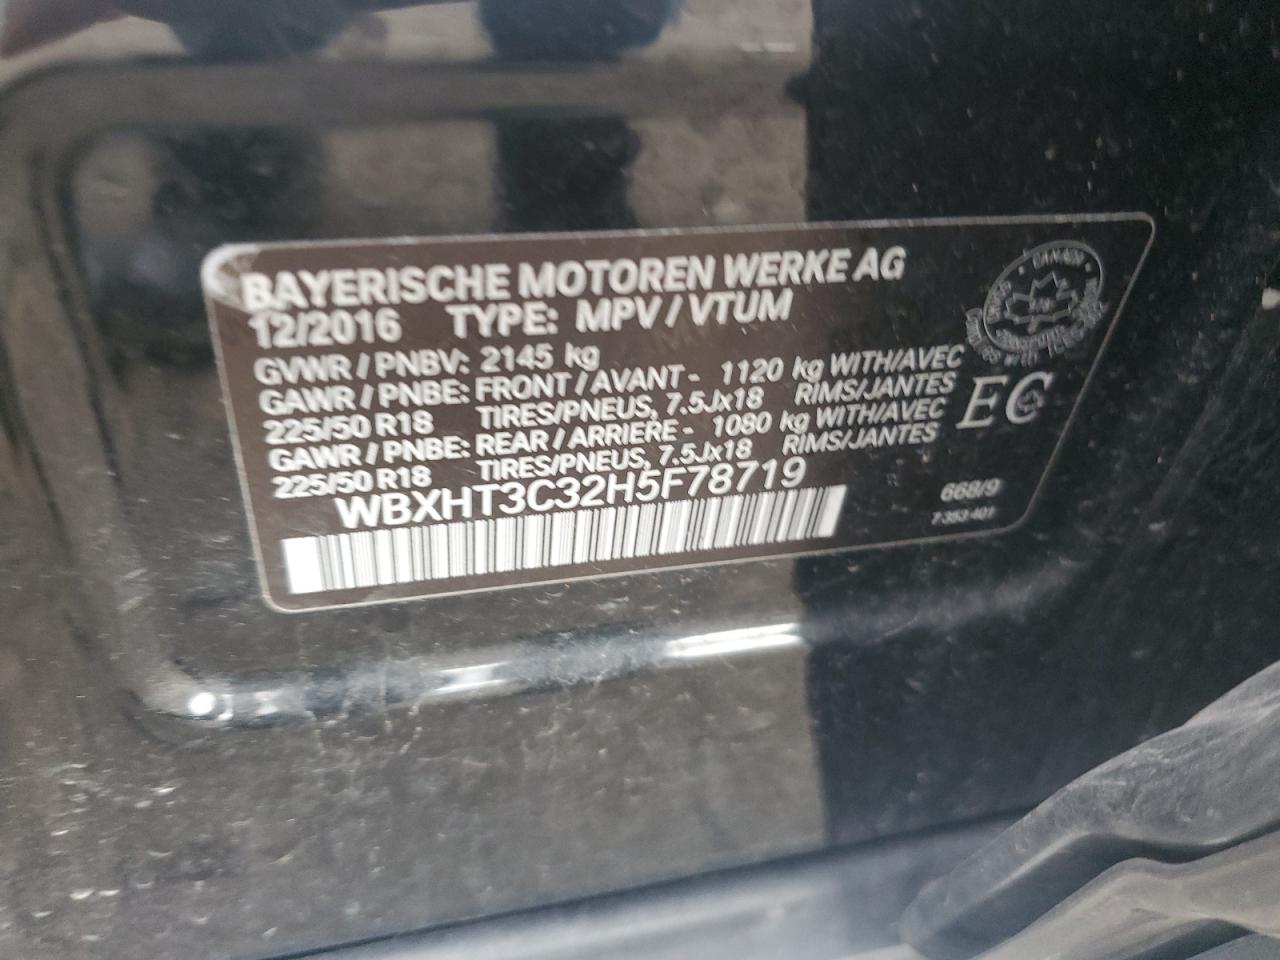 BAYERISCHE MOTOREN WERKE AG
12/2016 TYPE: MPV / VTUM
GVWR / PNBV: 2145 kg
GAWR / PNBE: FRONT / AVANT - 1120 kg WITH/AVEC
225/50 R18 TIRES/PNEUS, 7.5Jx18 RIMS/JANTES
GAWR / PNBE: REAR / ARRIERE - 1080 kg WITH/AVEC
225/50 R18 TIRES/PNEUS, 7.5Jx18 RIMS/JANTES
WBXHT3C32H5F78719
EC
668/9
7 353 401